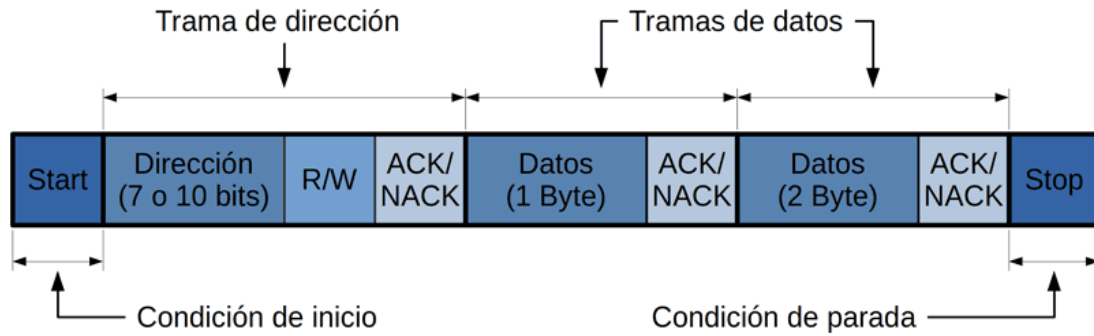 Trama de dirección
Tramas de datos
Start
Dirección
(7 o 10 bits)
R/W
ACK/
NACK
Datos
(1 Byte)
ACK/
NACK
Datos
(2 Byte)
ACK/
NACK
Stop
Condición de inicio
Condición de parada